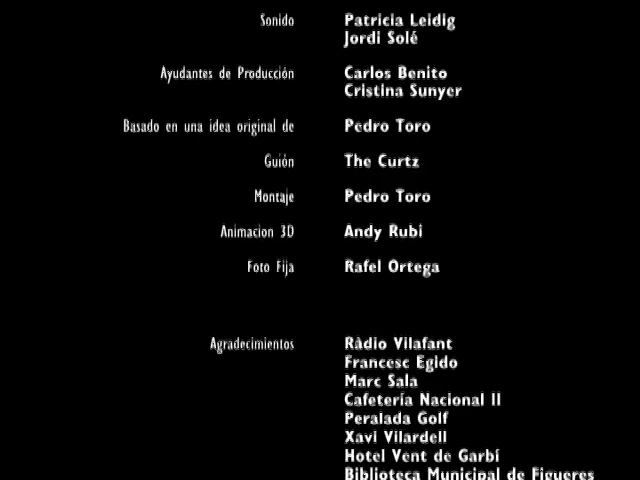 Sonido Patricia Leidig
Jordi Solé
Ayudantes de Producción Carlos Benito
Cristina Sunyer
Basado en una idea original de Pedro Toro
Guión The Curtz
Montaje Pedro Toro
Animacion 3D Andy Rubi
Foto Fija Rafel Ortega
Agradecimientos Ràdio Vilafant
Francesc Egido
Marc Sala
Cafetería Nacional II
Peralada Golf
Xavi Vilardell
Hotel Vent de Garbí
Biblioteca Municipal de Figueres